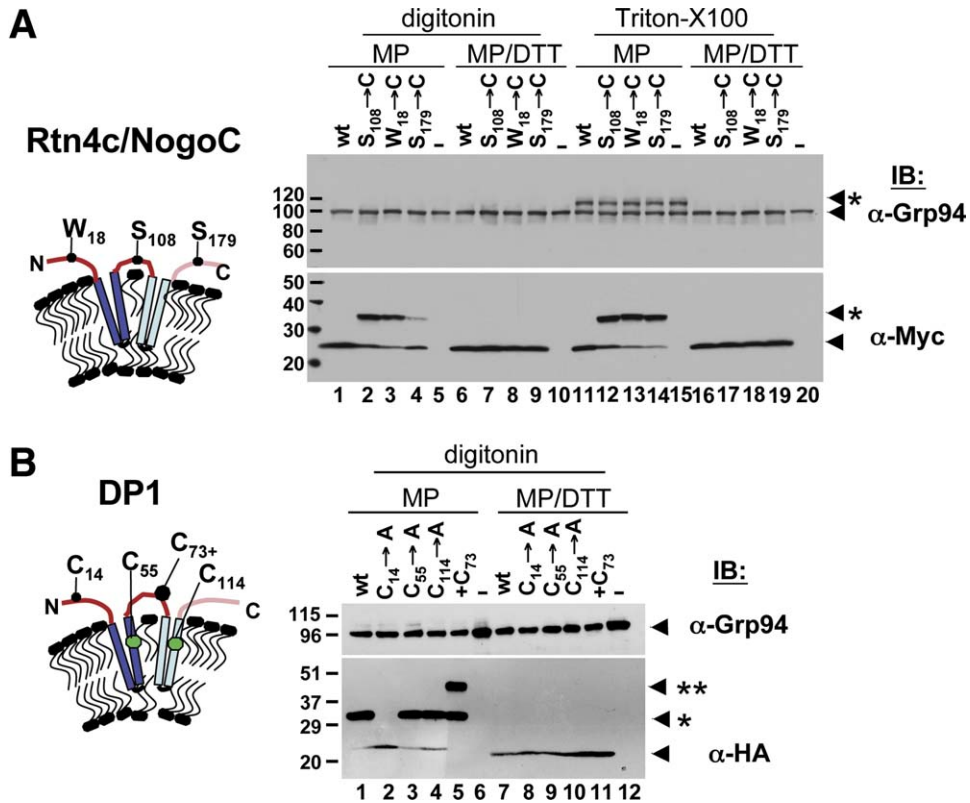 A
digitonin Triton-X100
MP MP/DTT MP MP/DTT
wt S108→C W18→C S179→C – wt S108→C W18→C S179→C – wt S108→C W18→C S179→C – wt S108→C W18→C S179→C –
Rtn4c/NogoC
W18 S108 S179
N C
IB:
120 *
100 α-Grp94
80
60
50
40 *
30 α-Myc
20
1 2 3 4 5 6 7 8 9 10 11 12 13 14 15 16 17 18 19 20
B
digitonin
DP1
MP MP/DTT
wt C14→A C55→A C114→A +C73 – wt C14→A C55→A C114→A +C73 –
C14 C55 C73+ C114
N C
IB:
115
96 α-Grp94
51 **
37
29 *
20 α-HA
1 2 3 4 5 6 7 8 9 10 11 12